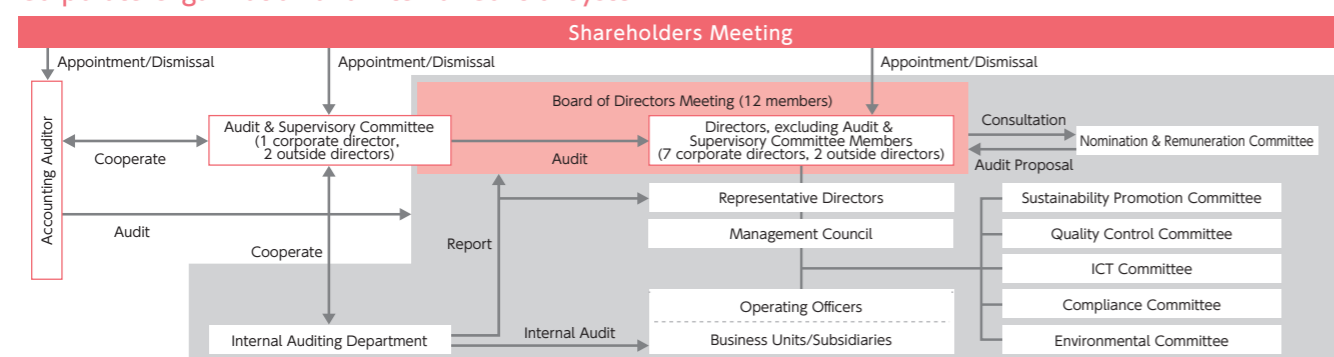 Shareholders Meeting
Appointment/Dismissal
Appointment/Dismissal
Appointment/Dismissal
Board of Directors Meeting (12 members)
Accounting Auditor
Cooperate
Audit & Supervisory Committee
(1 corporate director,
2 outside directors)
Audit
Directors, excluding Audit &
Supervisory Committee Members
(7 corporate directors, 2 outside directors)
Consultation
Nomination & Remuneration Committee
Audit Proposal
Audit
Cooperate
Report
Representative Directors
Management Council
Sustainability Promotion Committee
Quality Control Committee
ICT Committee
Compliance Committee
Environmental Committee
Internal Auditing Department
Internal Audit
Operating Officers
Business Units/Subsidiaries